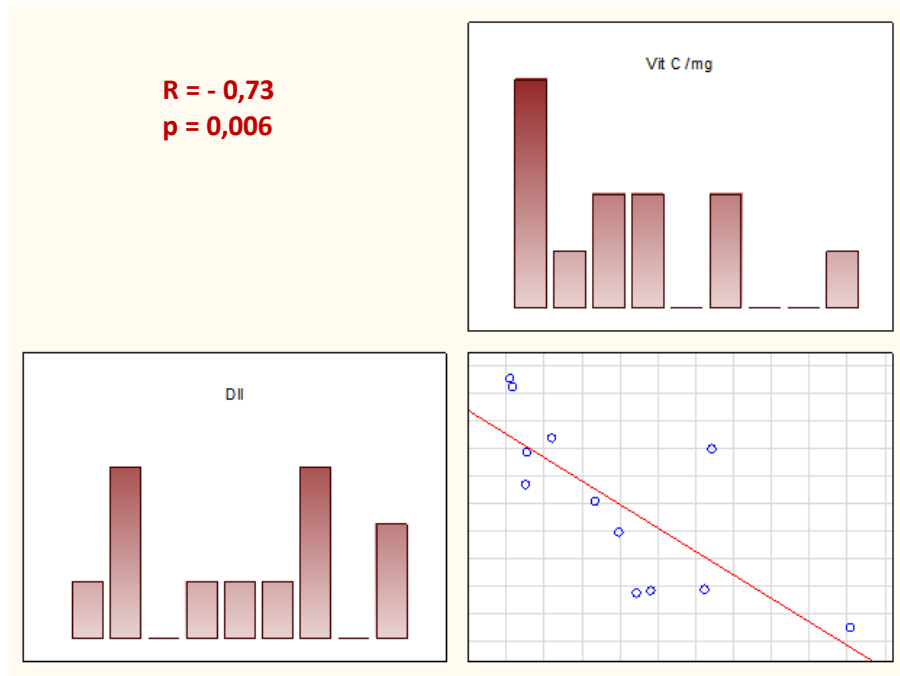 R = - 0,73
p = 0,006
Vit C /mg
DII